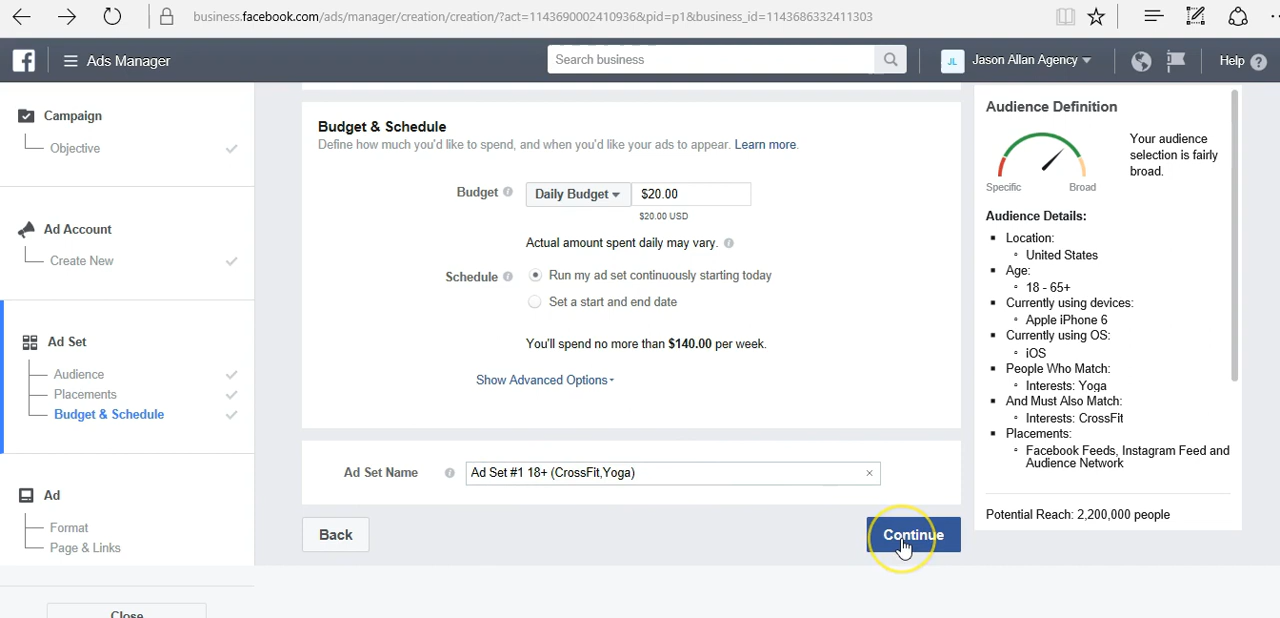 business.facebook.com/ads/manager/creation/creation/?act=114369000241093​6&pid=p1&business_id=1143686332411303
Ads Manager
Search business
JL
Jason Allan Agency
Help
Campaign
Objective
Ad Account
Create New
Ad Set
Audience
Placements
Budget & Schedule
Ad
Format
Page & Links
Close
Budget & Schedule
Define how much you'd like to spend, and when you'd like your ads to appear. Learn more.
Budget
Daily Budget
$20.00
$20.00 USD
Actual amount spent daily may vary.
Schedule
Run my ad set continuously starting today
Set a start and end date
You'll spend no more than $140.00 per week.
Show Advanced Options
Ad Set Name
Ad Set #1 18+ (CrossFit,Yoga)
Back
Continue
Audience Definition
Specific
Broad
Your audience
selection is fairly
broad.
Audience Details:
Location:
United States
Age:
18 - 65+
Currently using devices:
Apple iPhone 6
Currently using OS:
iOS
People Who Match:
Interests: Yoga
And Must Also Match:
Interests: CrossFit
Placements:
Facebook Feeds, Instagram Feed and
Audience Network
Potential Reach: 2,200,000 people